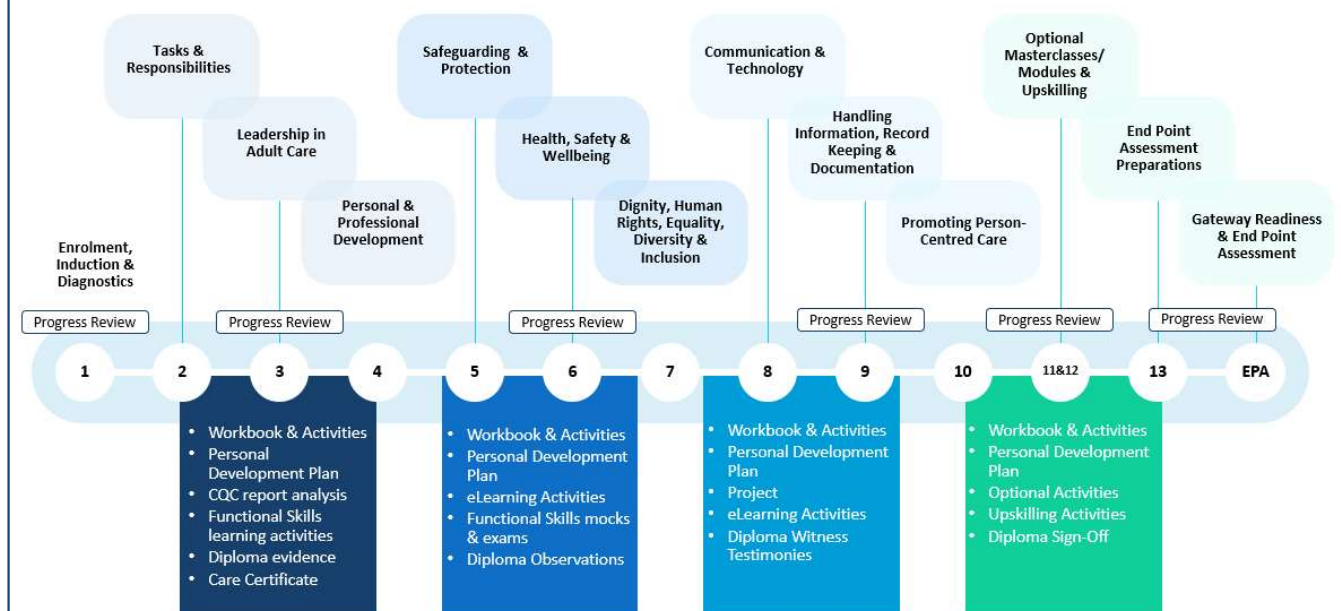 Tasks &
Responsibilities
Leadership in
Adult Care
Personal &
Professional
Development
Safeguarding &
Protection
Health, Safety &
Wellbeing
Dignity, Human
Rights, Equality,
Diversity &
Inclusion
Communication &
Technology
Handling
Information, Record
Keeping &
Documentation
Promoting Person-
Centred Care
Optional
Masterclasses/
Modules &
Upskilling
End Point
Assessment
Preparations
Gateway Readiness
& End Point
Assessment
Enrolment,
Induction &
Diagnostics
Progress Review
Progress Review
Progress Review
Progress Review
Progress Review
Progress Review
1
2
3
4
5
6
7
8
9
10
11&12
13
EPA
• Workbook & Activities
• Personal
Development Plan
• CQC report analysis
• Functional Skills
learning activities
• Diploma evidence
• Care Certificate
• Workbook & Activities
• Personal Development
Plan
• eLearning Activities
• Functional Skills mocks
& exams
• Diploma Observations
• Workbook & Activities
• Personal Development
Plan
• Project
• eLearning Activities
• Diploma Witness
Testimonies
• Workbook & Activities
• Personal Development
Plan
• Optional Activities
• Upskilling Activities
• Diploma Sign-Off